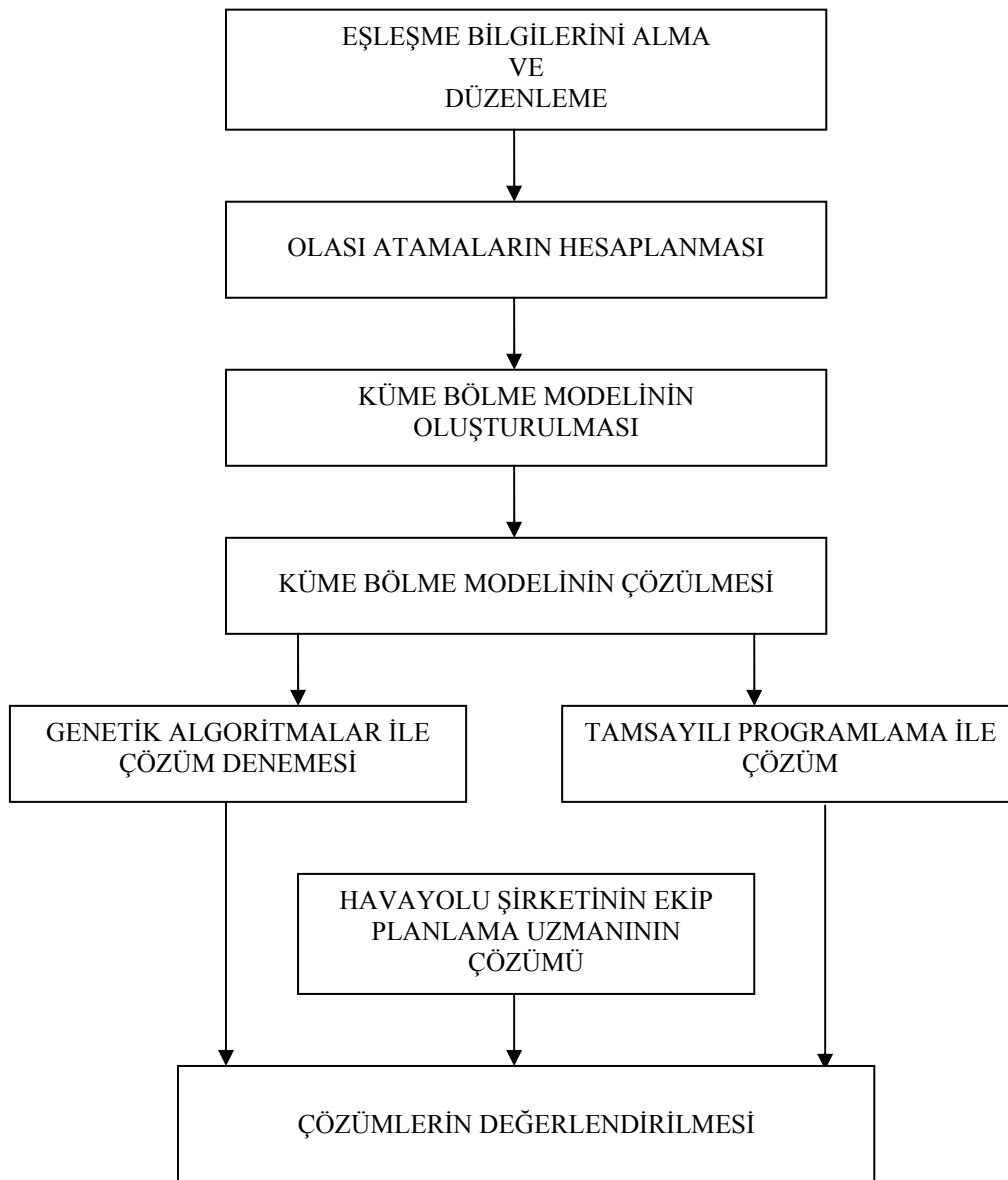 EŞLEŞME BİLGİLERİNİ ALMA
VE
DÜZENLEME
OLASI ATAMALARIN HESAPLANMASI
KÜME BÖLME MODELİNİN
OLUŞTURULMASI
KÜME BÖLME MODELİNİN ÇÖZÜLMESİ
GENETİK ALGORİTMALAR İLE
ÇÖZÜM DENEMESİ
TAMSAYILI PROGRAMLAMA İLE
ÇÖZÜM
HAVAYOLU ŞİRKETİNİN EKİP
PLANLAMA UZMANININ
ÇÖZÜMÜ
ÇÖZÜMLERİN DEĞERLENDİRİLMESİ